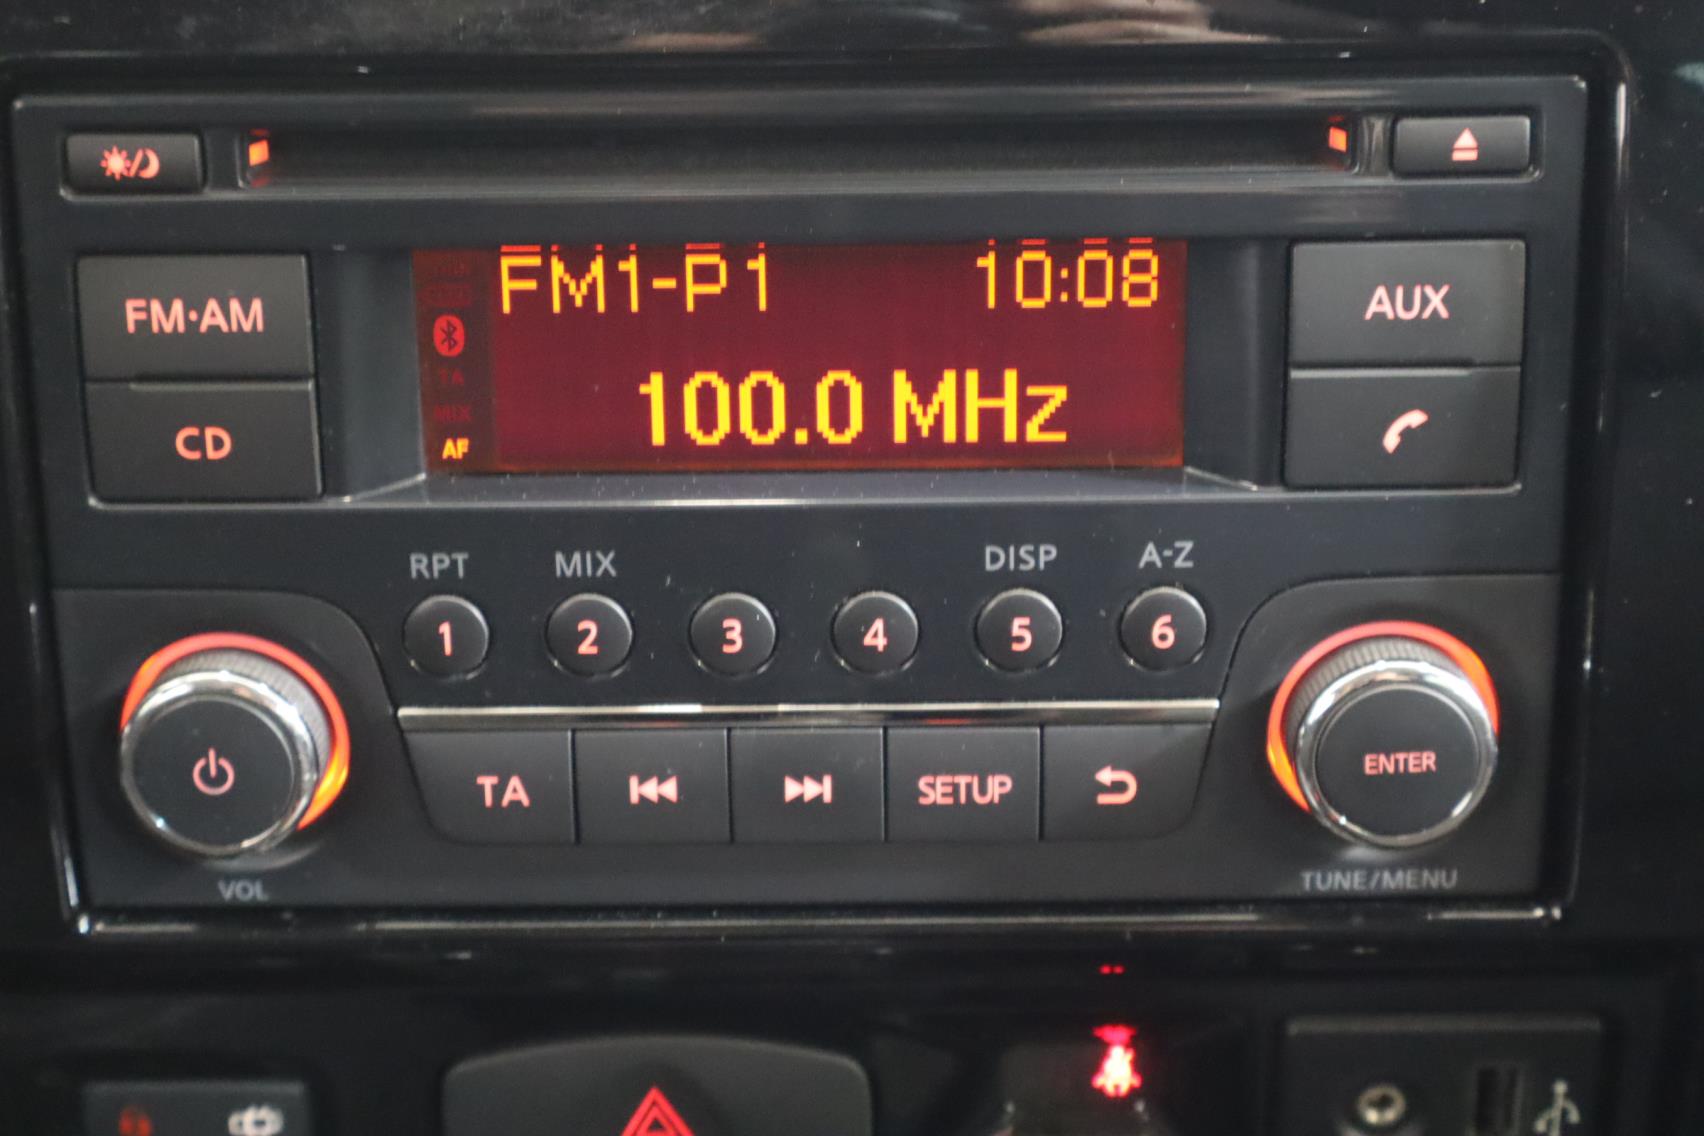 FM1-P1 10:08
FM·AM AUX
TA
100.0 MHz
MIX
CD
AF
RPT MIX DISP A-Z
1 2 3 4 5 6
TA SETUP ENTER
VOL TUNE/MENU